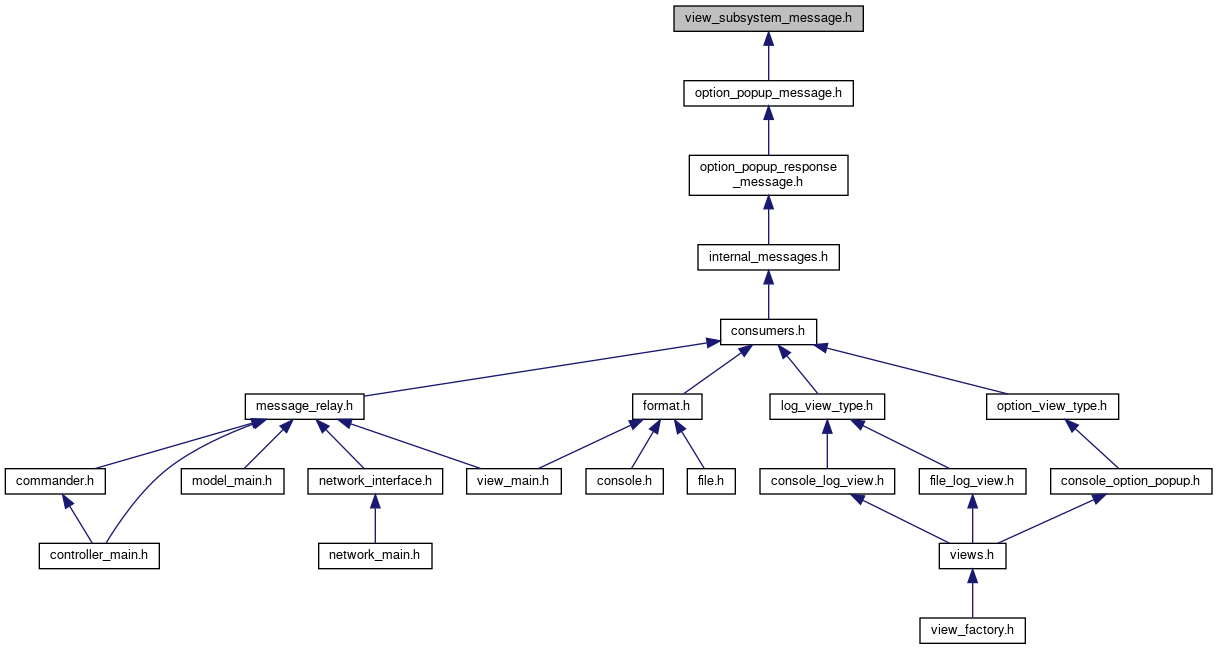 view_subsystem_message.h
option_popup_message.h
option_popup_response
_message.h
internal_messages.h
consumers.h
message_relay.h
format.h
log_view_type.h
option_view_type.h
commander.h
model_main.h
network_interface.h
view_main.h
console.h
file.h
console_log_view.h
file_log_view.h
console_option_popup.h
controller_main.h
network_main.h
views.h
view_factory.h